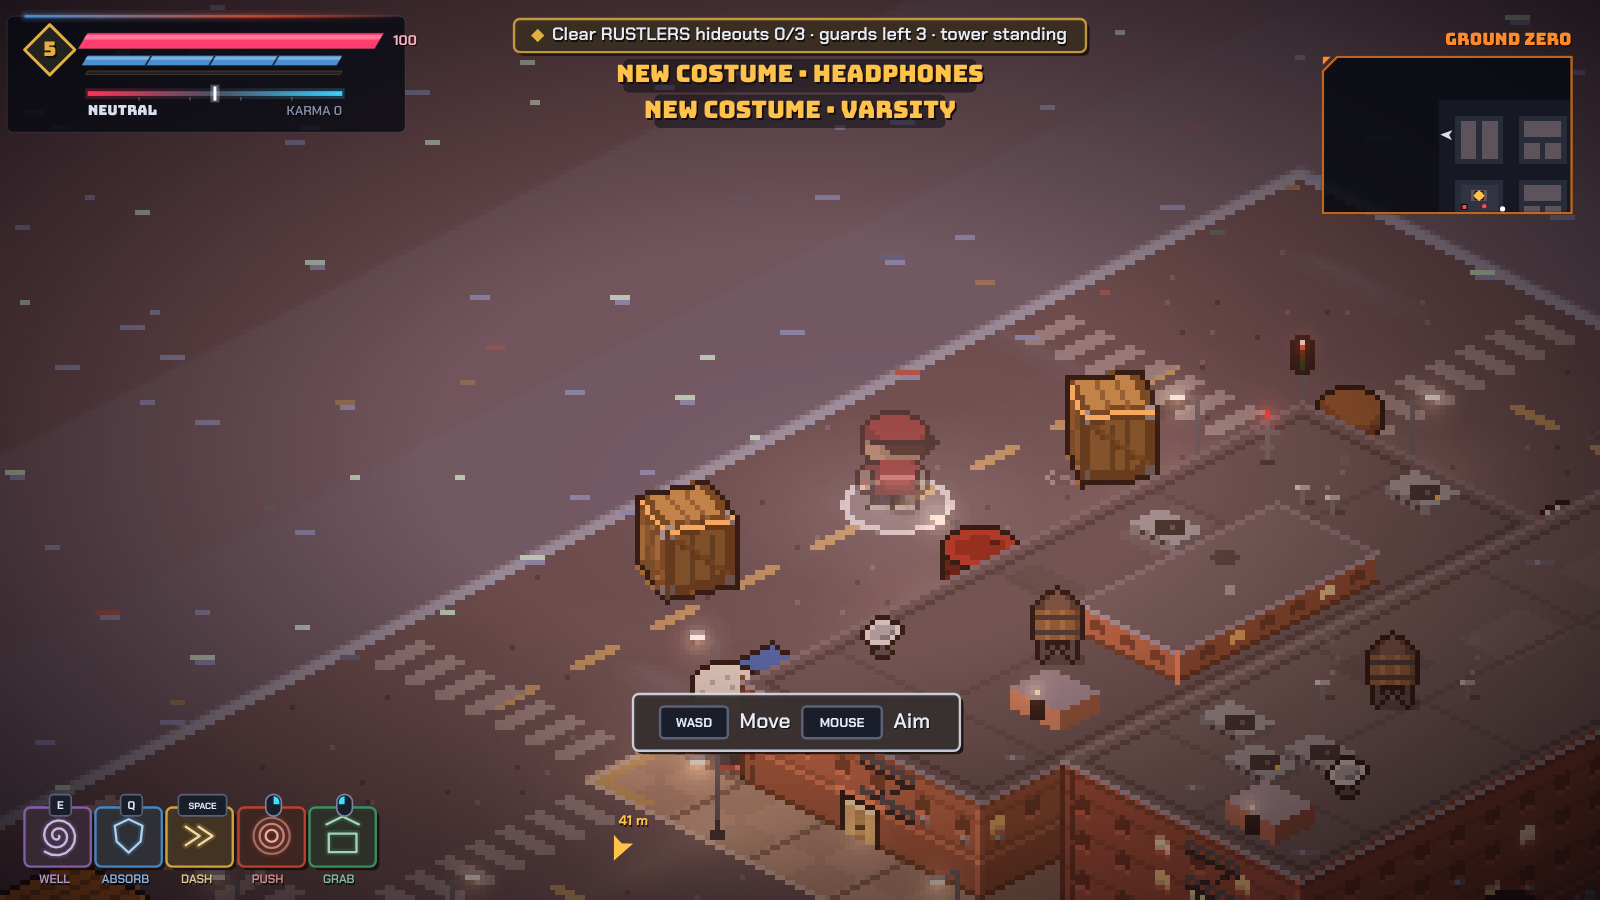 5
100
NEUTRAL
KARMA 0
Clear RUSTLERS hideouts 0/3 · guards left 3 · tower standing
NEW COSTUME · HEADPHONES
NEW COSTUME · VARSITY
GROUND ZERO
WASD Move MOUSE Aim
41 m
E
Q
SPACE
WELL
ABSORB
DASH
PUSH
GRAB